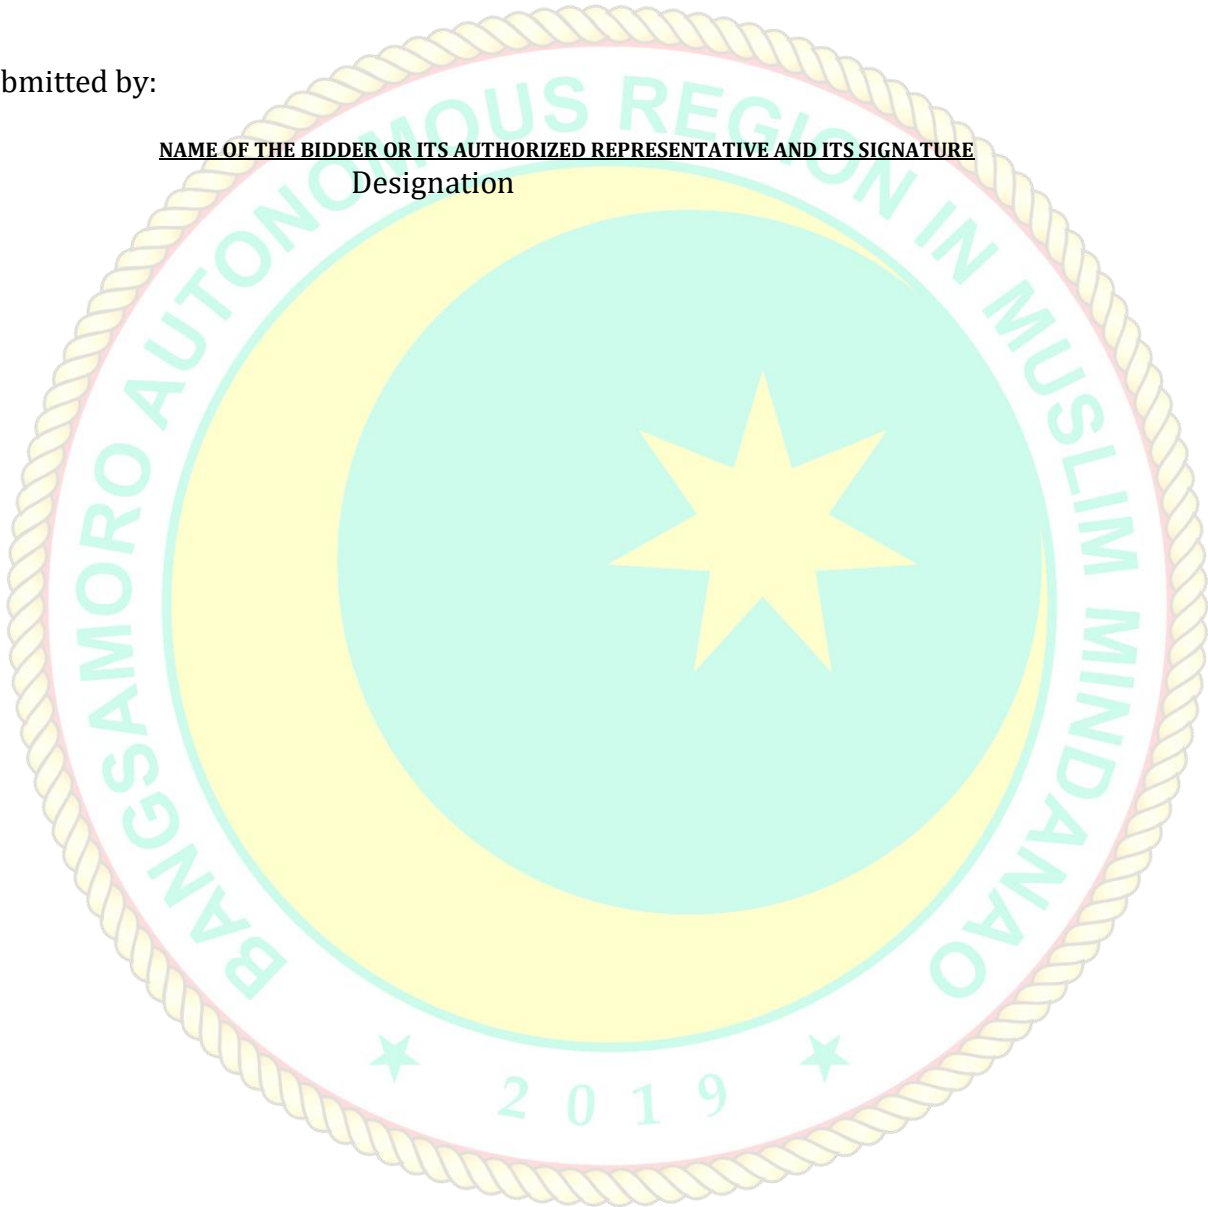 bmitted by:
NAME OF THE BIDDER OR ITS AUTHORIZED REPRESENTATIVE AND ITS SIGNATURE
Designation
BANGSAMORO AUTONOMOUS REGION IN MUSLIM MINDANAO
2019